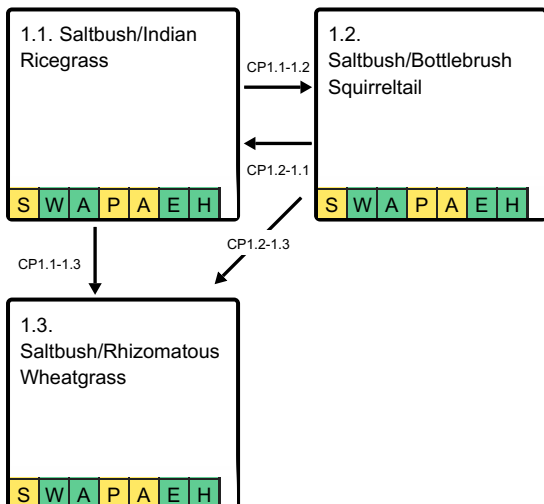 1.1. Saltbush/Indian
Ricegrass
S W A P A E H
CP1.1-1.2
CP1.2-1.1
1.2.
Saltbush/Bottlebrush
Squirreltail
S W A P A E H
CP1.1-1.3
CP1.2-1.3
1.3.
Saltbush/Rhizomatous
Wheatgrass
S W A P A E H